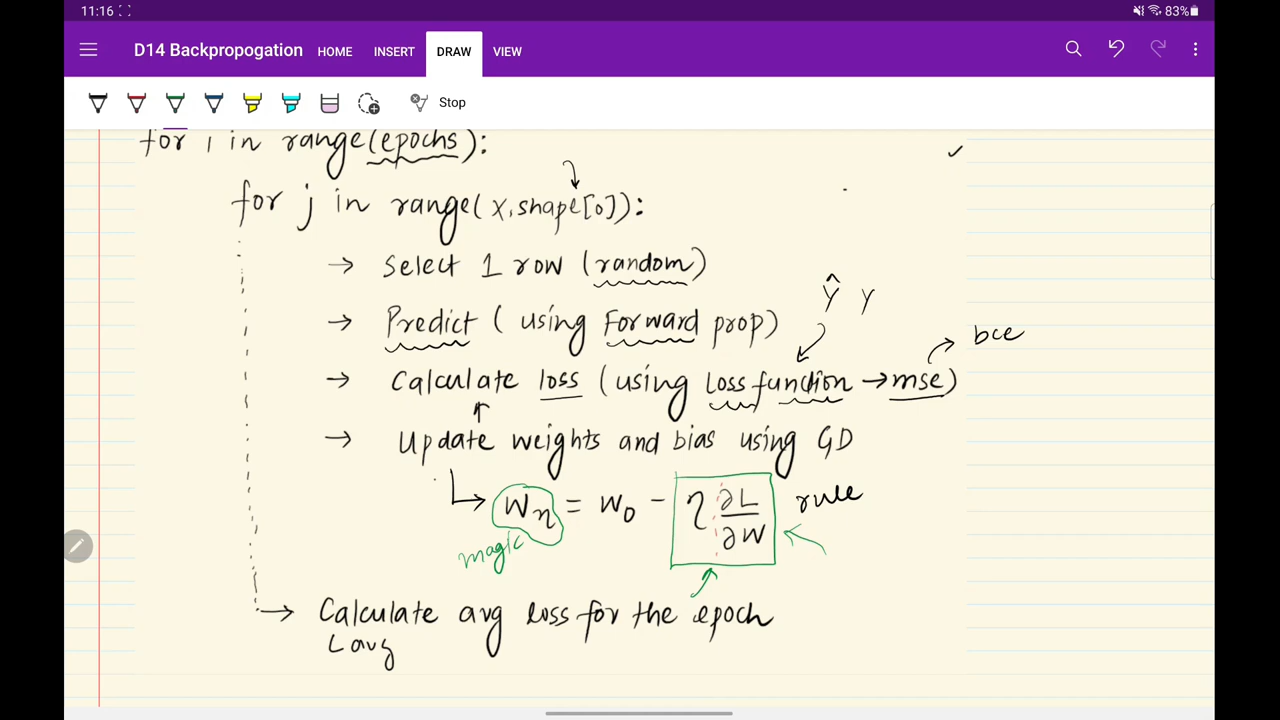 11:16
83%
D14 Backpropogation HOME INSERT DRAW VIEW
Stop
for i in range(epochs):
for j in range(x.shape[0]):
→ Select 1 row (random)
ŷ y
→ Predict (using Forward prop)
bce
→ Calculate loss (using loss function → mse)
→ Update weights and bias using GD
Wn = W0 - η ∂L/∂W rule
magic
→ Calculate avg loss for the epoch
Lavg